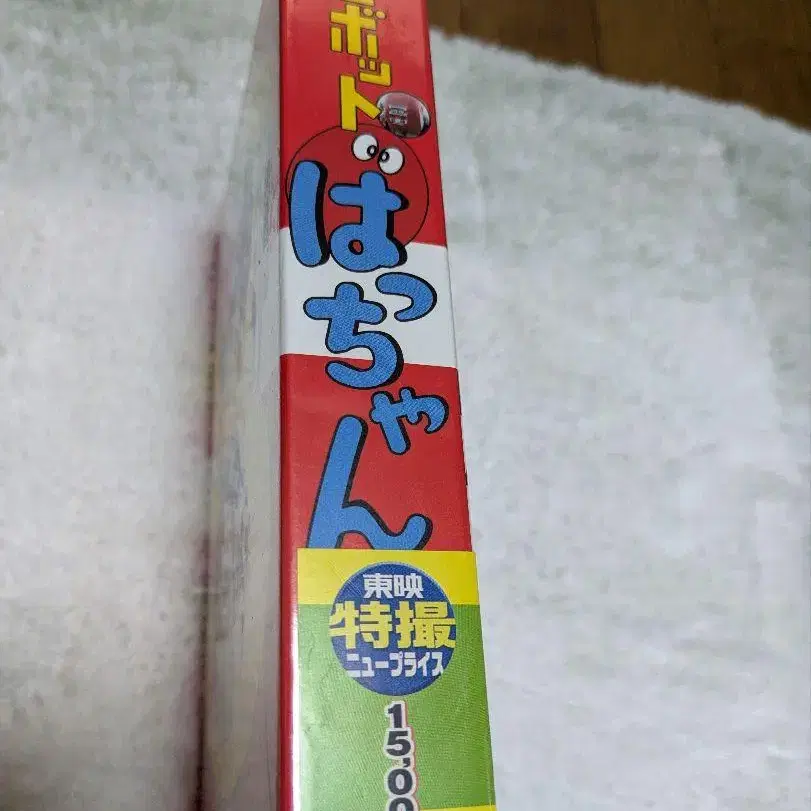 ボット
はっちゃん
東映
特撮
ニュープライス
15,00